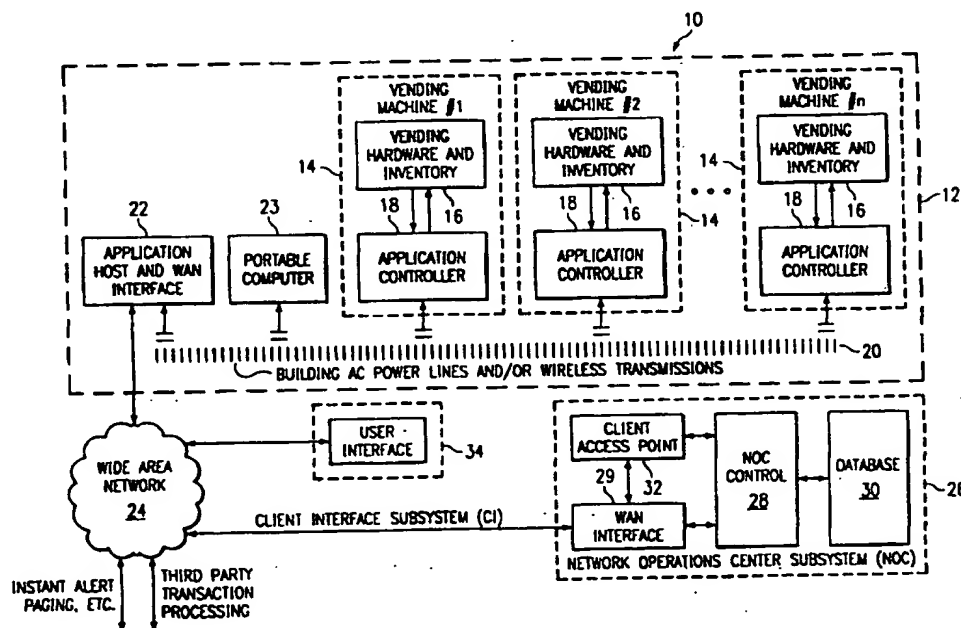 10
VENDING
MACHINE #1
VENDING
HARDWARE AND
INVENTORY
14
18
16
APPLICATION
CONTROLLER
VENDING
MACHINE #2
VENDING
HARDWARE AND
INVENTORY
18
16
14
APPLICATION
CONTROLLER
VENDING
MACHINE #n
VENDING
HARDWARE AND
INVENTORY
14
18
16
APPLICATION
CONTROLLER
12
22
APPLICATION
HOST AND WAN
INTERFACE
23
PORTABLE
COMPUTER
20
BUILDING AC POWER LINES AND/OR WIRELESS TRANSMISSIONS
WIDE AREA
NETWORK
24
USER
INTERFACE
34
CLIENT INTERFACE SUBSYSTEM (CI)
CLIENT
ACCESS POINT
29
32
WAN
INTERFACE
NOC
CONTROL
28
DATABASE
30
26
NETWORK OPERATIONS CENTER SUBSYSTEM (NOC)
INSTANT ALERT
PAGING, ETC.
THIRD PARTY
TRANSACTION
PROCESSING